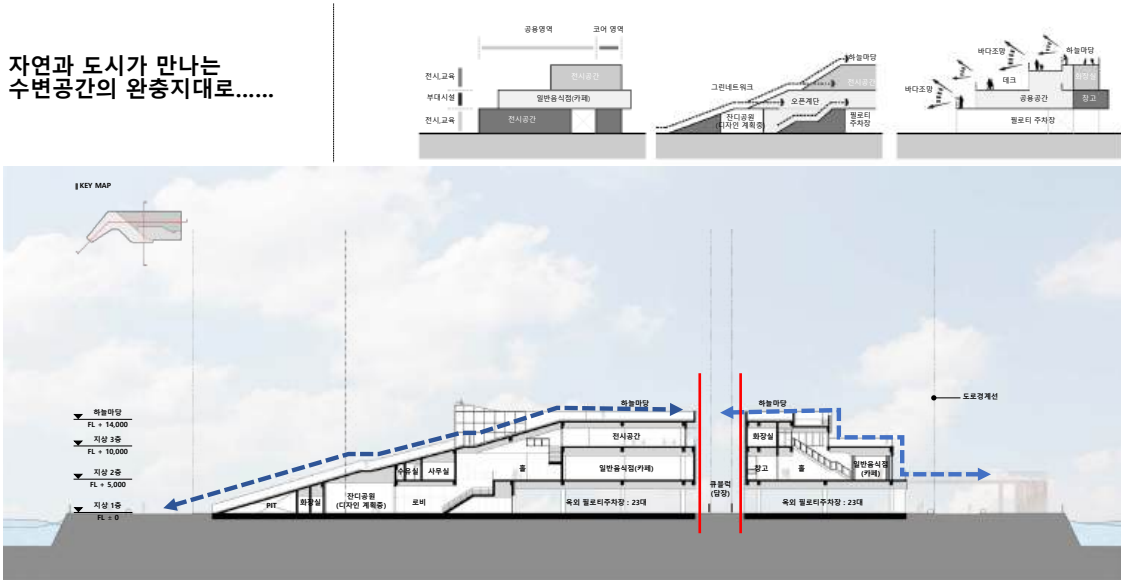 자연과 도시가 만나는
수변공간의 완충지대로......
공용영역
코어 영역
전시,교육
부대시설
전시,교육
전시공간
일반음식점(카페)
전시공간
하늘마당
전시공간
그린네트워크
오픈계단
잔디공원
(디자인 계획중)
필로티
주차장
바다조망
하늘마당
바다조망
데크
화장실
공용공간
창고
필로티 주차장
KEY MAP
하늘마당
FL + 14,000
지상 3층
FL + 10,000
지상 2층
FL + 5,000
지상 1층
FL ± 0
하늘마당
전시공간
수유실
사무실
홀
일반음식점(카페)
PIT
화장실
잔디공원
(디자인 계획중)
로비
옥외 필로티주차장 : 23대
큐블럭
(담장)
하늘마당
화장실
창고
홀
일반음식점
(카페)
옥외 필로티주차장 : 23대
도로경계선